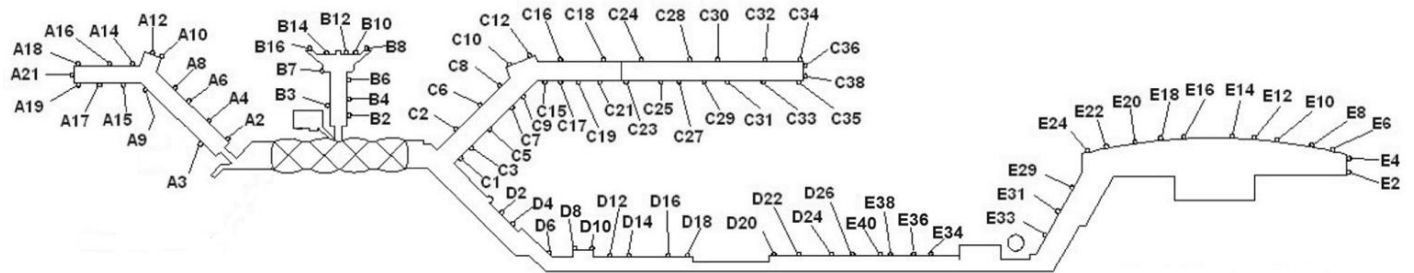 A18
A16
A14
A12
A10
A21
A19
A17
A15
A9
A8
A6
A4
A2
A3
B16
B14
B12
B10
B8
B7
B6
B3
B4
B2
C12
C16
C18
C24
C28
C30
C32
C34
C10
C36
C8
C38
C6
C2
C15
C17
C19
C21
C23
C25
C27
C29
C31
C33
C35
C9
C7
C5
C3
C1
D2
D4
D6
D8
D10
D12
D14
D16
D18
D20
D22
D24
D26
E40
E38
E36
E34
E33
E31
E29
E24
E22
E20
E18
E16
E14
E12
E10
E8
E6
E4
E2